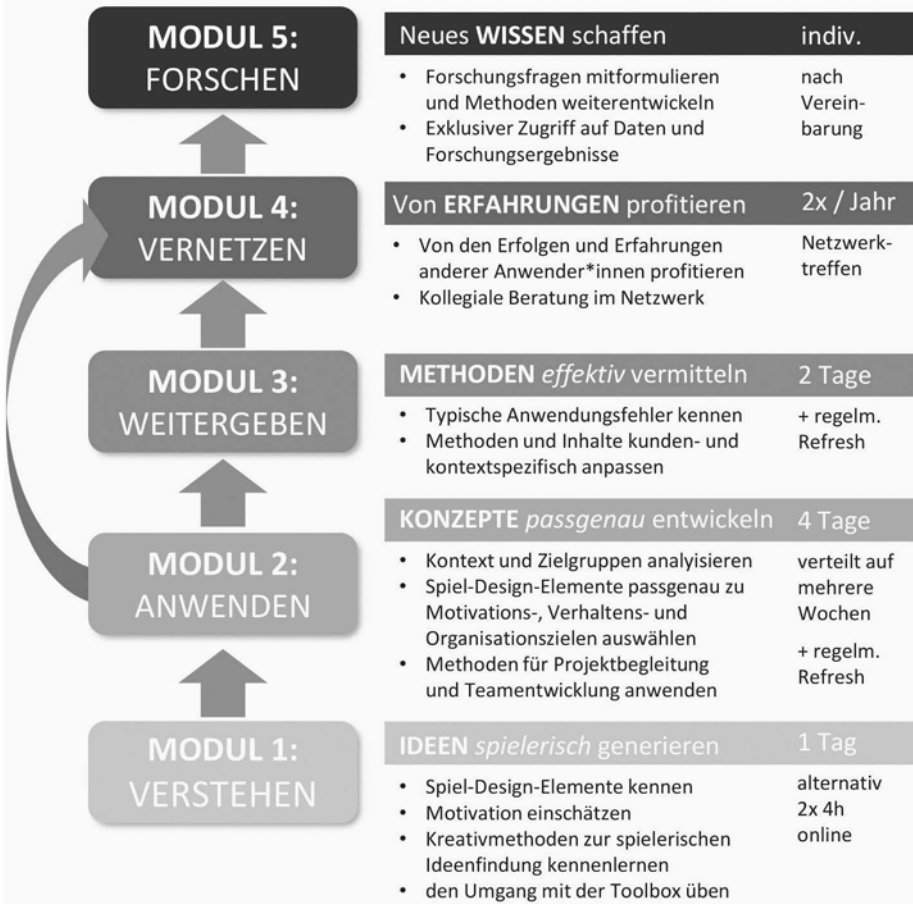 MODUL 5:
FORSCHEN
Neues WISSEN schaffen indiv.
• Forschungsfragen mitformulieren
und Methoden weiterentwickeln
• Exklusiver Zugriff auf Daten und
Forschungsergebnisse
nach
Verein-
barung
MODUL 4:
VERNETZEN
Von ERFAHRUNGEN profitieren 2x / Jahr
• Von den Erfolgen und Erfahrungen
anderer Anwender*innen profitieren
• Kollegiale Beratung im Netzwerk
Netzwerk-
treffen
MODUL 3:
WEITERGEBEN
METHODEN effektiv vermitteln 2 Tage
• Typische Anwendungsfehler kennen
• Methoden und Inhalte kunden- und
kontextspezifisch anpassen
+ regelm.
Refresh
MODUL 2:
ANWENDEN
KONZEPTE passgenau entwickeln 4 Tage
• Kontext und Zielgruppen analyisieren
• Spiel-Design-Elemente passgenau zu
Motivations-, Verhaltens- und
Organisationszielen auswählen
• Methoden für Projektbegleitung
und Teamentwicklung anwenden
verteilt auf
mehrere
Wochen
+ regelm.
Refresh
MODUL 1:
VERSTEHEN
IDEEN spielerisch generieren 1 Tag
• Spiel-Design-Elemente kennen
• Motivation einschätzen
• Kreativmethoden zur spielerischen
Ideenfindung kennenlernen
• den Umgang mit der Toolbox üben
alternativ
2x 4h
online